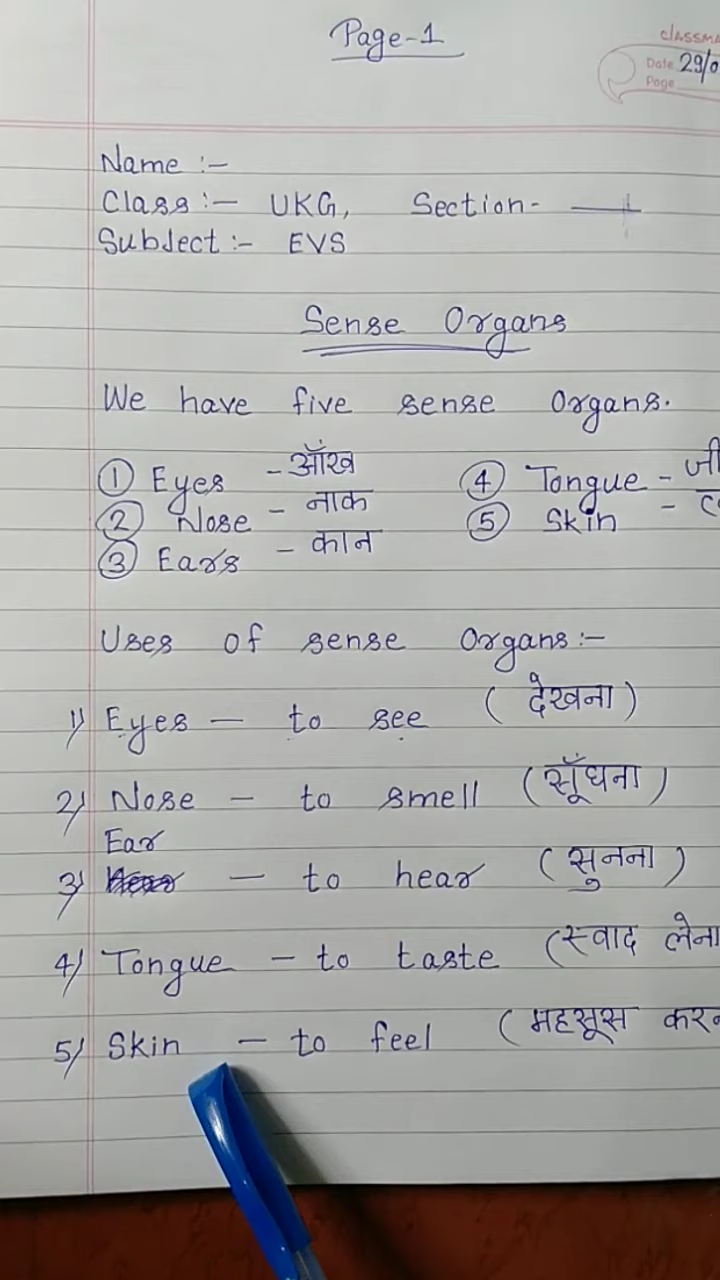 Page-1
Date 29/0
Page
Name :-
Class :- UKG, Section-
Subject :- EVS
Sense Organs
We have five sense organs.
① Eyes - आँख ④ Tongue - जी
② Nose - नाक ⑤ Skin -
③ Ears - कान
Uses of sense organs :-
1) Eyes - to see (देखना)
2) Nose - to smell (सूँघना)
Ear
3) - to hear (सुनना)
4) Tongue - to taste (स्वाद लेना
5) Skin - to feel (महसूस करन